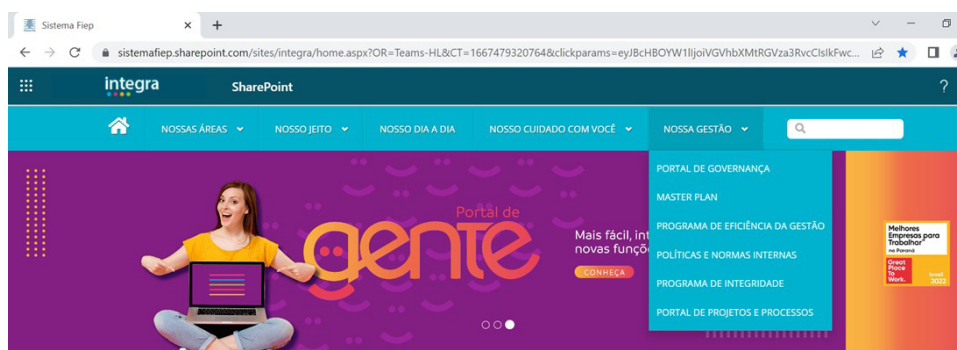 Sistema Fiep
sistemafiep.sharepoint.com/sites/integra/home.aspx?OR=Teams-HL&CT=1667479320764&clickparams=eyJBcHBOYW1lIjoiVGVhbXMtRGVza3RvcCIsIkFwc...
integra
SharePoint
?
NOSSAS ÁREAS
NOSSO JEITO
NOSSO DIA A DIA
NOSSO CUIDADO COM VOCÊ
NOSSA GESTÃO
PORTAL DE GOVERNANÇA
MASTER PLAN
PROGRAMA DE EFICIÊNCIA DA GESTÃO
POLÍTICAS E NORMAS INTERNAS
PROGRAMA DE INTEGRIDADE
PORTAL DE PROJETOS E PROCESSOS
Portal de
gente
Mais fácil, int
novas funçõ
CONHEÇA
Melhores
Empresas para
Trabalhar
no Paraná
Great
Place
To
Work.
brasil
2022